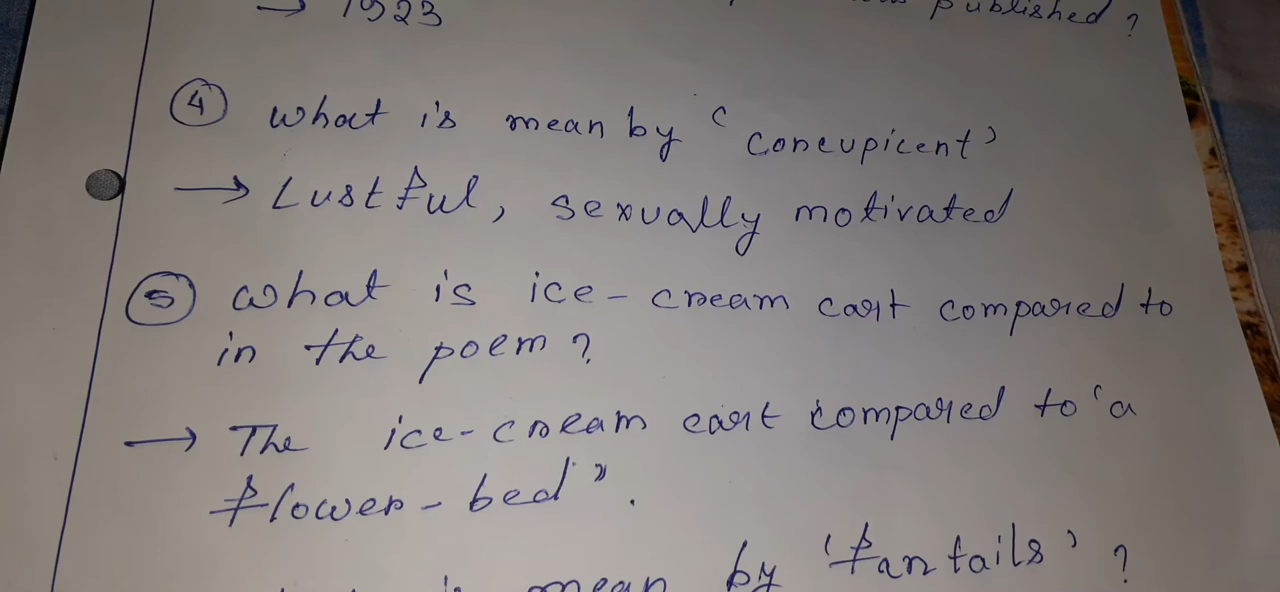 → 1923 published ?
④ What is mean by ‘concupicent’
→ Lustful, sexually motivated
⑤ What is ice-cream cart compared to
in the poem ?
→ The ice-cream cart compared to ‘a
flower-bed”.
mean by ‘fantails’ ?